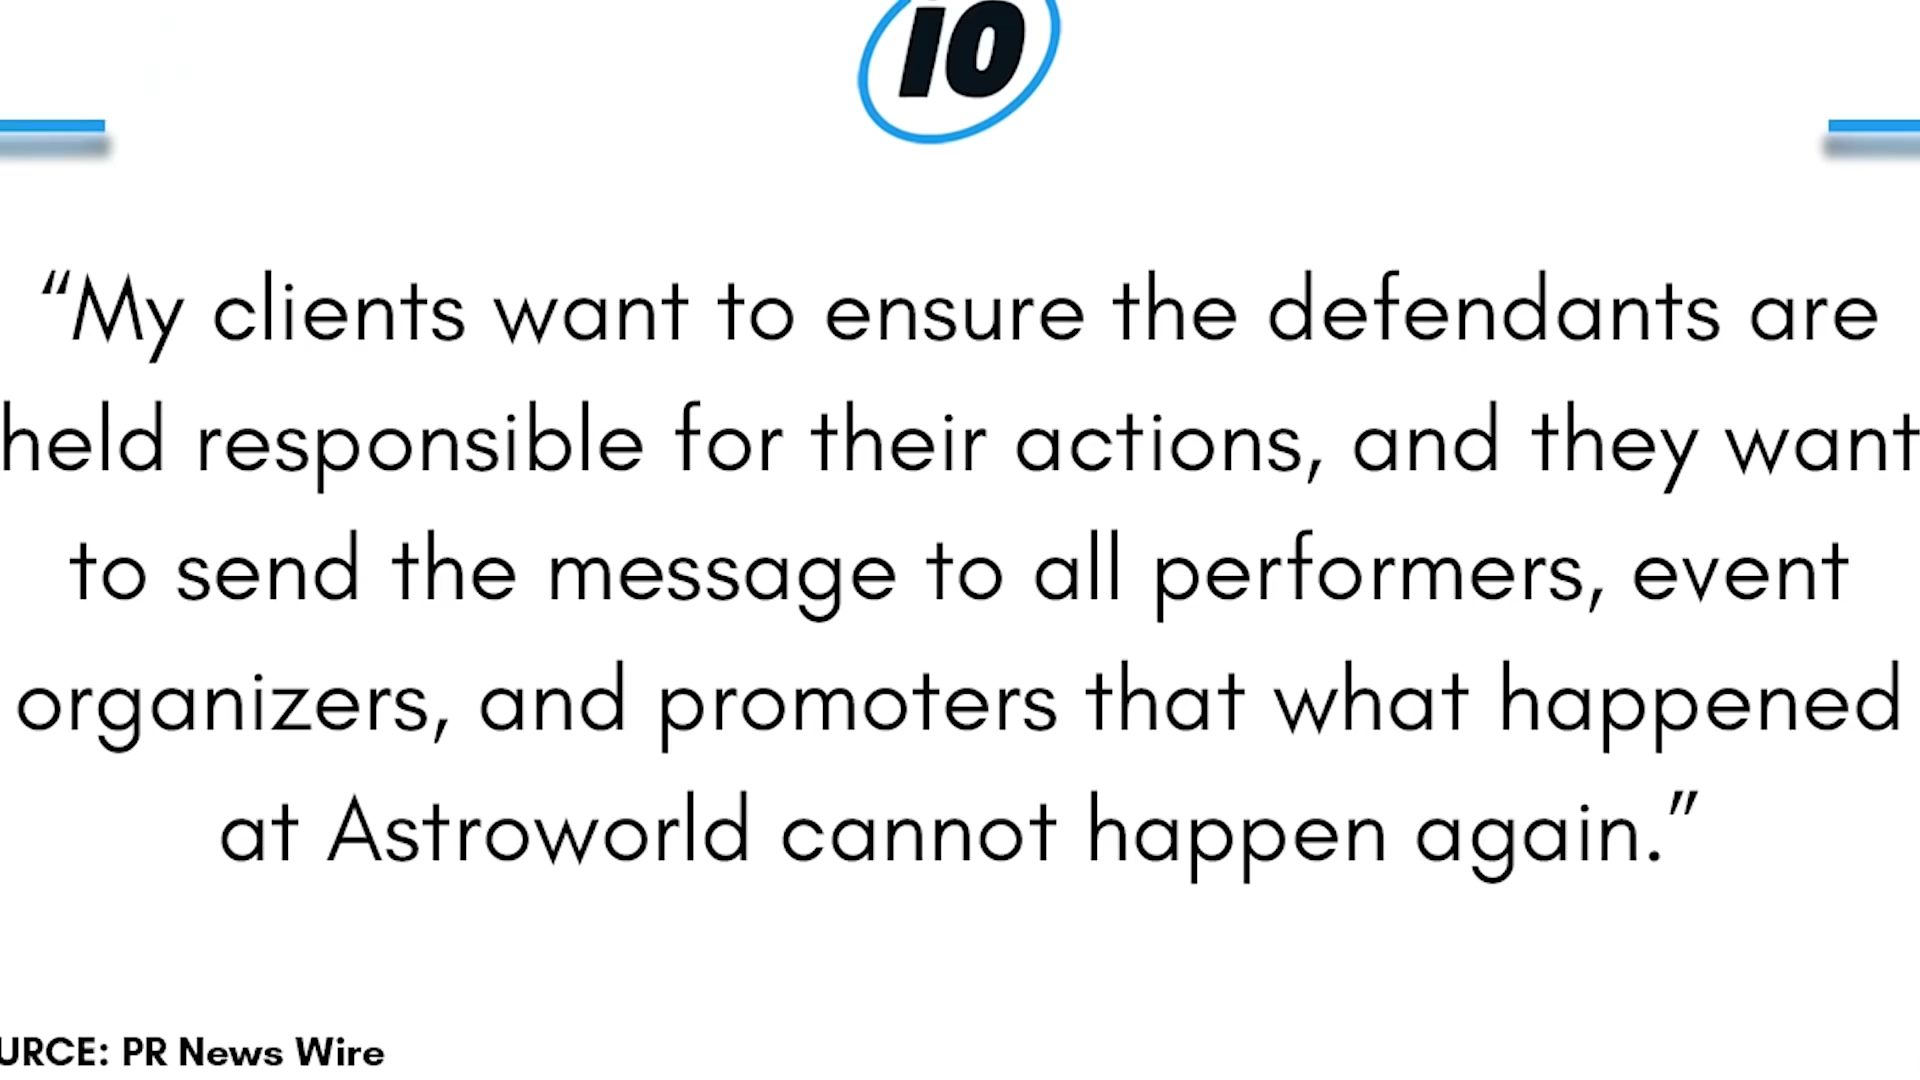 iO
“My clients want to ensure the defendants are
held responsible for their actions, and they want
to send the message to all performers, event
organizers, and promoters that what happened
at Astroworld cannot happen again.”
URCE: PR News Wire